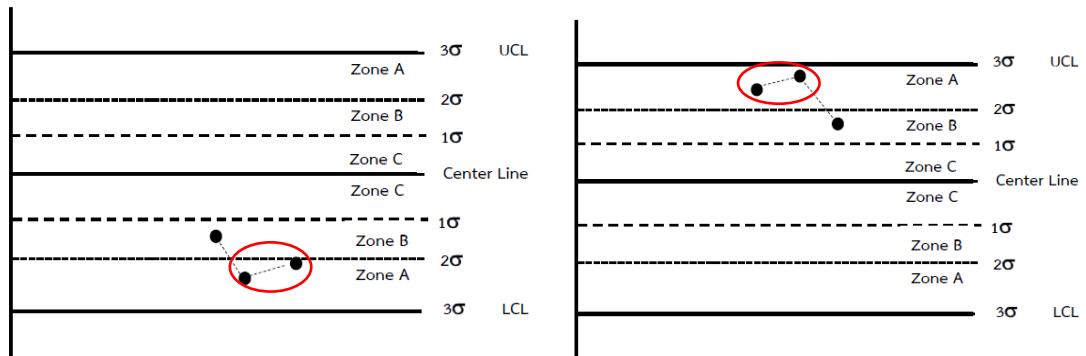 3σ UCL
Zone A
2σ
Zone B
1σ
Zone C
Center Line
Zone C
1σ
Zone B
2σ
Zone A
3σ LCL
3σ UCL
Zone A
2σ
Zone B
1σ
Zone C
Center Line
Zone C
1σ
Zone B
2σ
Zone A
3σ LCL